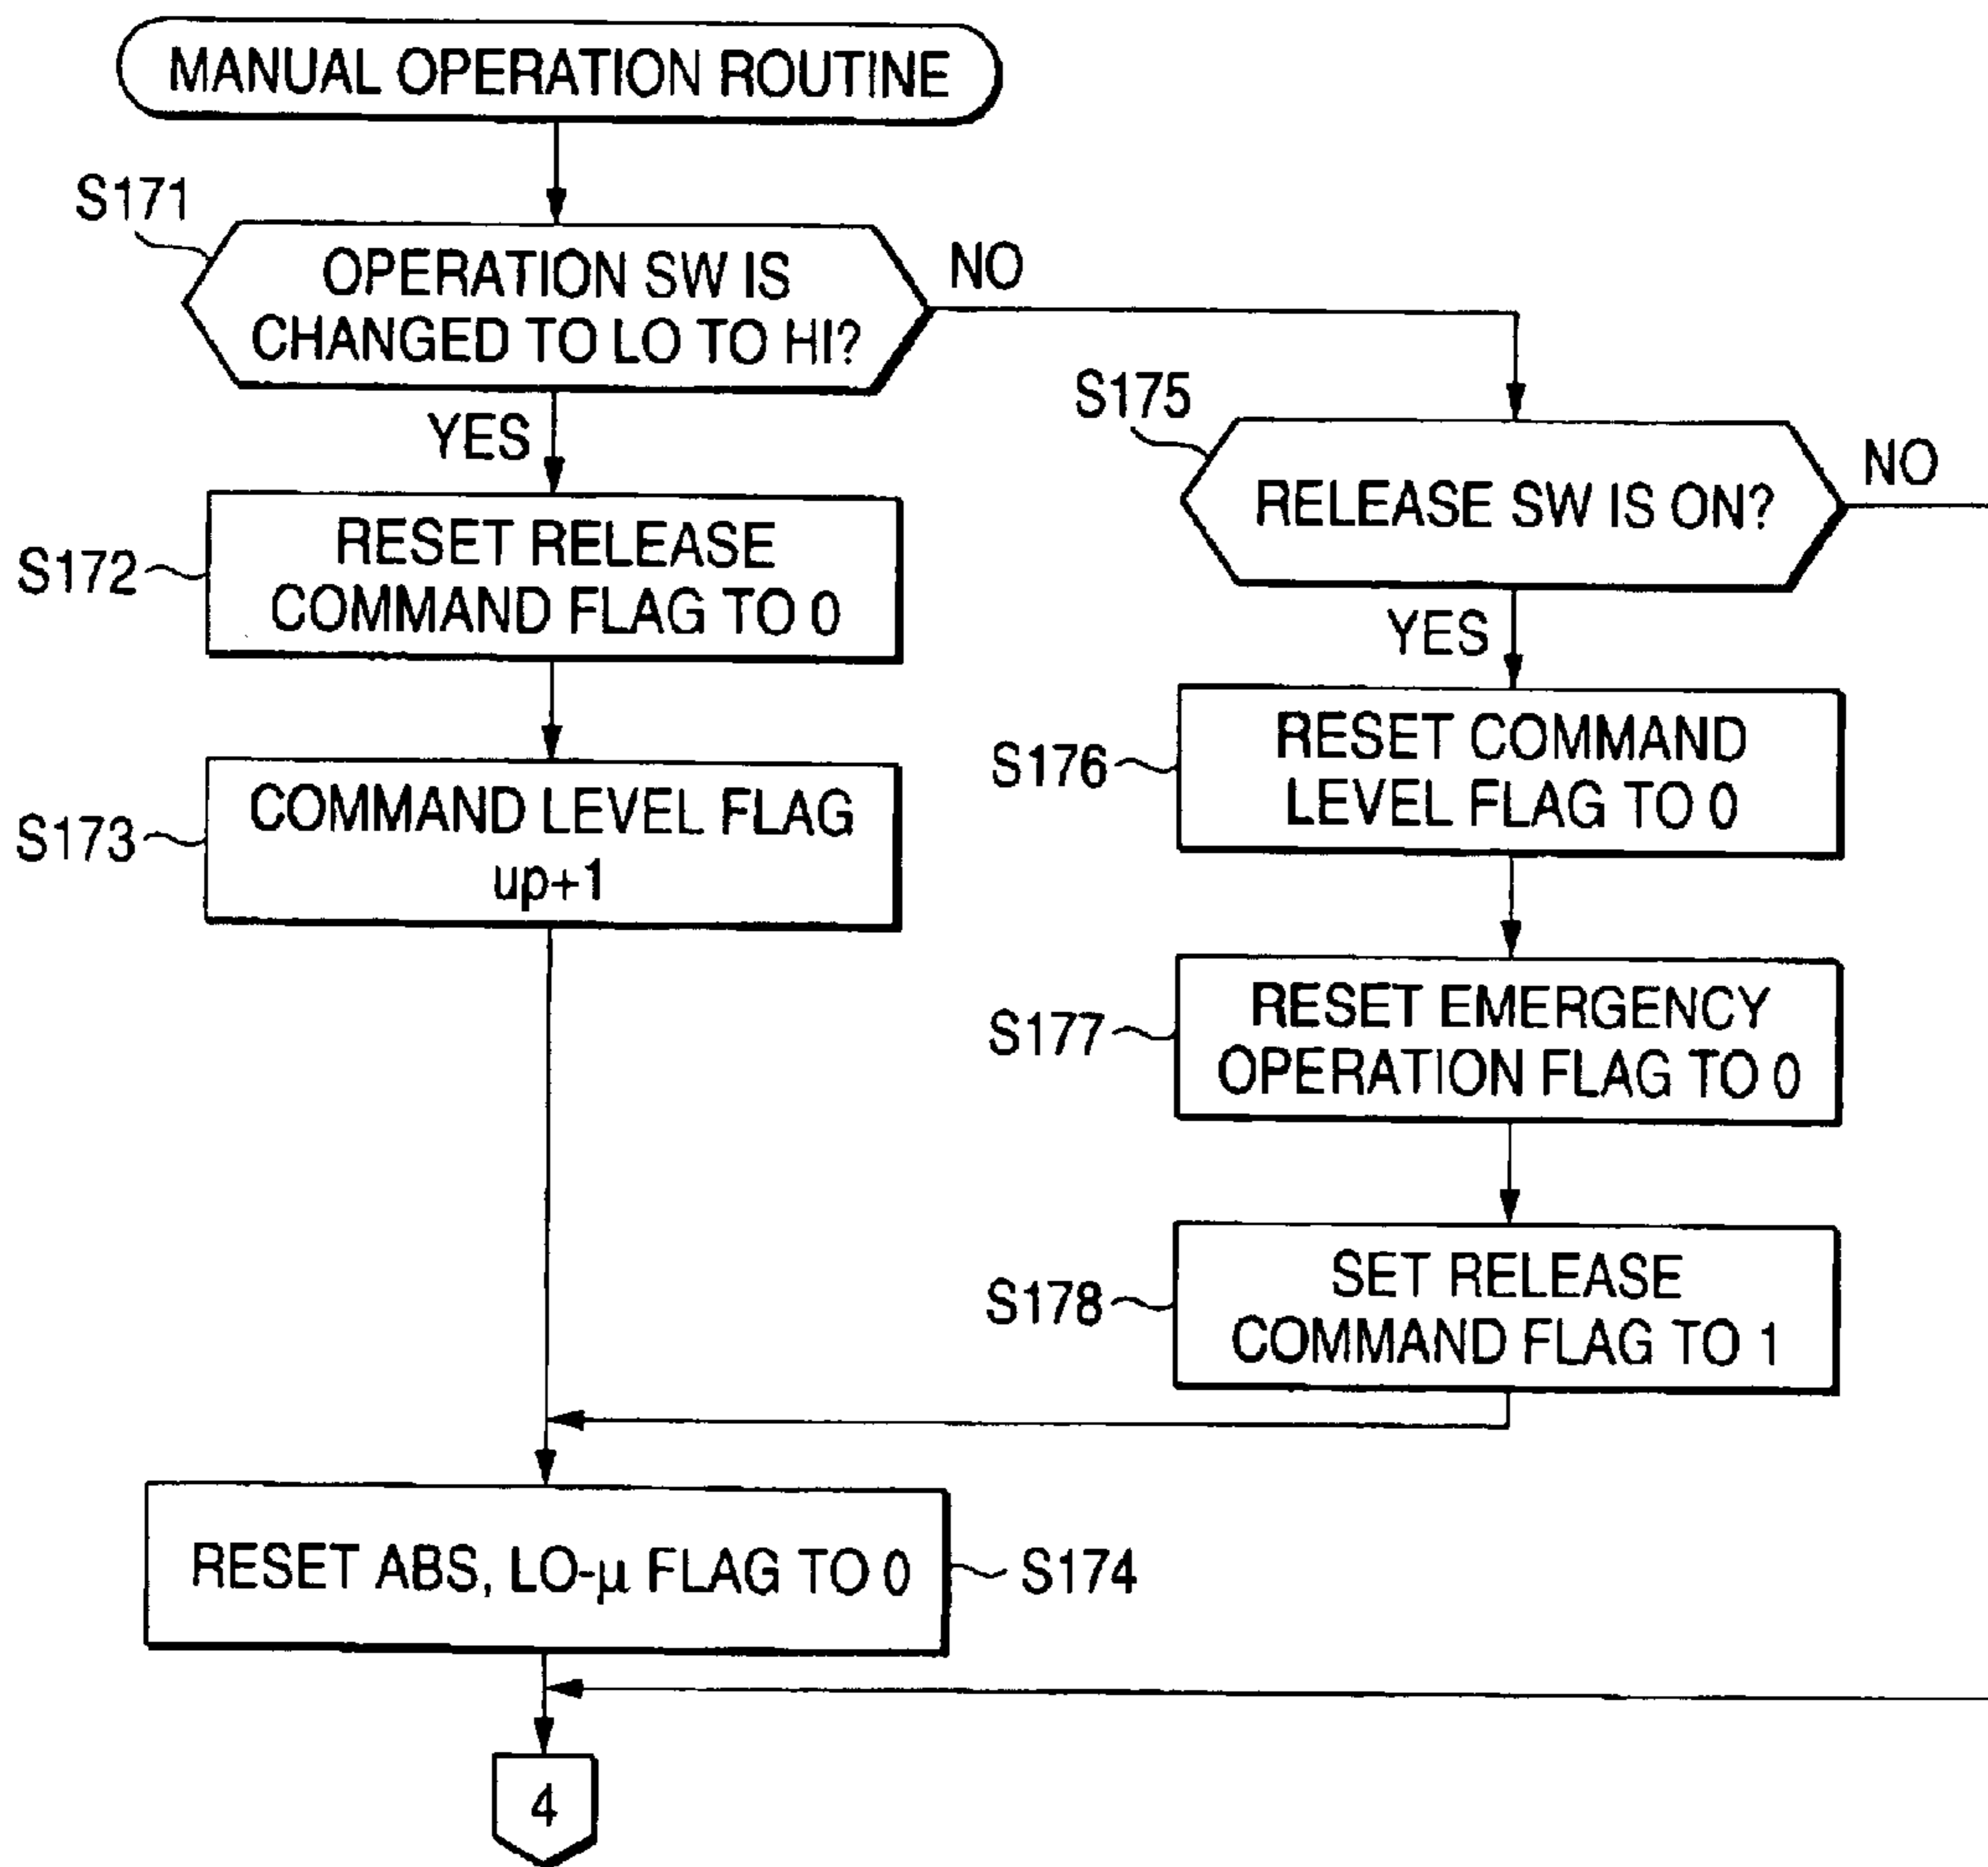 MANUAL OPERATION ROUTINE
S171
OPERATION SW IS
CHANGED TO LO TO HI?
NO
YES
S172
RESET RELEASE
COMMAND FLAG TO 0
S173
COMMAND LEVEL FLAG
up+1
S175
RELEASE SW IS ON?
NO
YES
S176
RESET COMMAND
LEVEL FLAG TO 0
S177
RESET EMERGENCY
OPERATION FLAG TO 0
S178
SET RELEASE
COMMAND FLAG TO 1
RESET ABS, LO-μ FLAG TO 0
S174
4